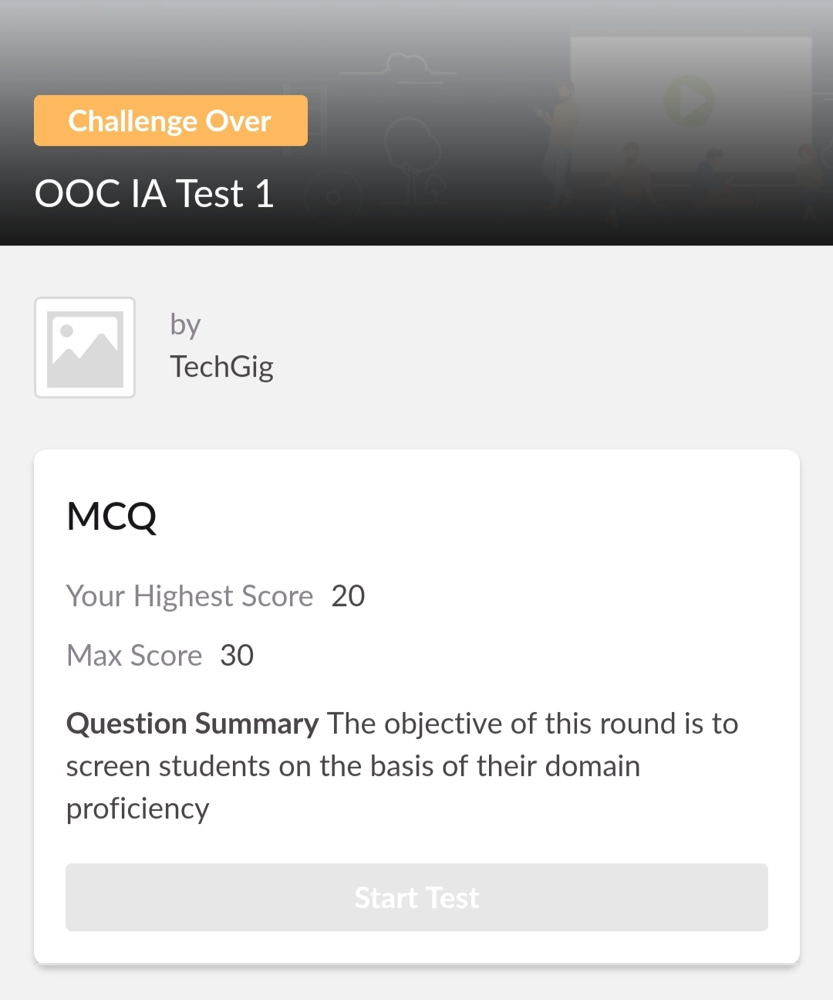 Challenge Over
OOC IA Test 1
by
TechGig
MCQ
Your Highest Score 20
Max Score 30
Question Summary The objective of this round is to
screen students on the basis of their domain
proficiency
Start Test